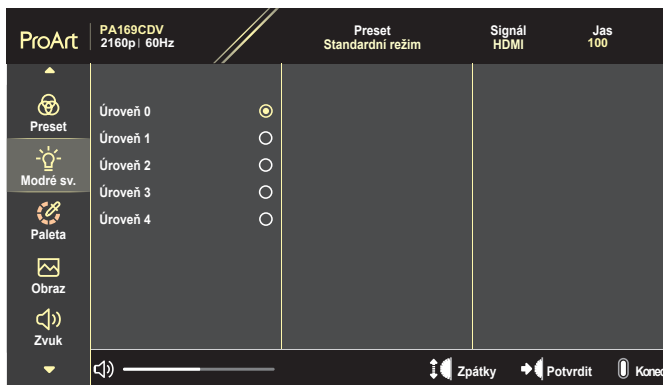 ProArt
PA169CDV
2160p | 60Hz
Preset
Standardní režim
Signál
HDMI
Jas
100
Preset
Modré sv.
Paleta
Obraz
Zvuk
Úroveň 0
Úroveň 1
Úroveň 2
Úroveň 3
Úroveň 4
Zpátky
Potvrdit
Konec